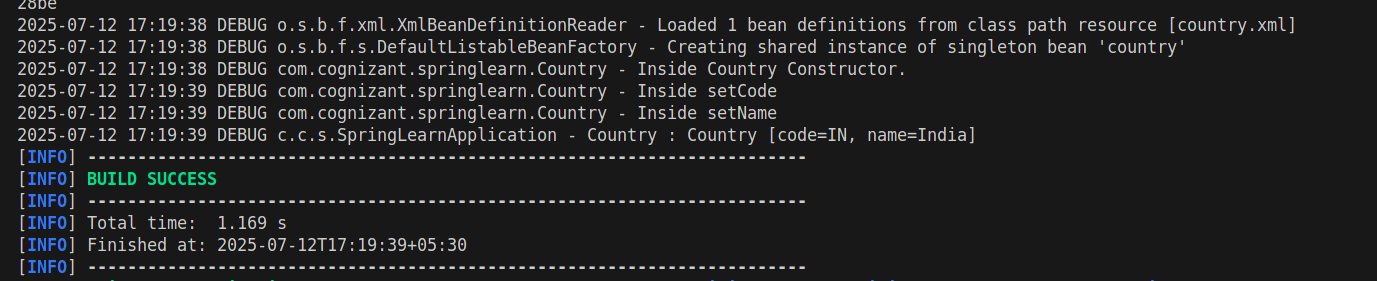 28be
2025-07-12 17:19:38 DEBUG o.s.b.f.xml.XmlBeanDefinitionReader - Loaded 1 bean definitions from class path resource [country.xml]
2025-07-12 17:19:38 DEBUG o.s.b.f.s.DefaultListableBeanFactory - Creating shared instance of singleton bean 'country'
2025-07-12 17:19:38 DEBUG com.cognizant.springlearn.Country - Inside Country Constructor.
2025-07-12 17:19:39 DEBUG com.cognizant.springlearn.Country - Inside setCode
2025-07-12 17:19:39 DEBUG com.cognizant.springlearn.Country - Inside setName
2025-07-12 17:19:39 DEBUG c.c.s.SpringLearnApplication - Country : Country [code=IN, name=India]
[INFO] ------------------------------------------------------------------------
[INFO] BUILD SUCCESS
[INFO] ------------------------------------------------------------------------
[INFO] Total time:  1.169 s
[INFO] Finished at: 2025-07-12T17:19:39+05:30
[INFO] ------------------------------------------------------------------------